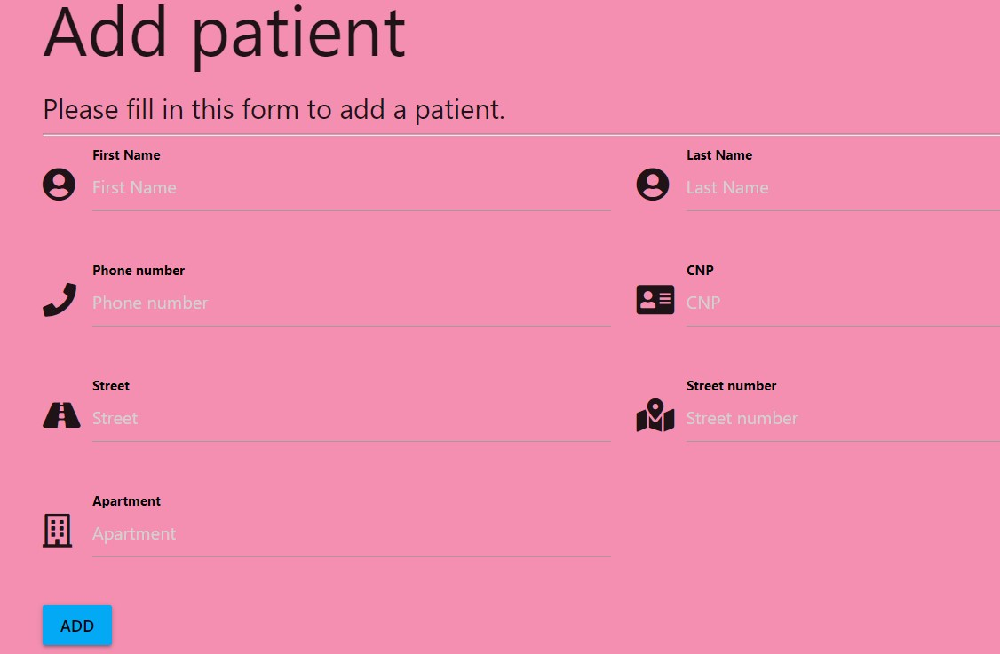 Add patient
Please fill in this form to add a patient.
First Name
First Name
Last Name
Last Name
Phone number
Phone number
CNP
CNP
Street
Street
Street number
Street number
Apartment
Apartment
ADD